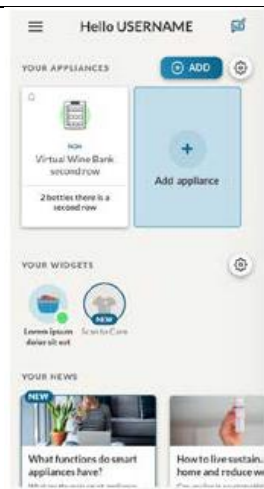 Hello USERNAME
YOUR APPLIANCES
ADD
Virtual Wine Bank
second row
2 bottles there is a
second row
Add appliance
YOUR WIDGETS
NEW
Lorem ipsum
dolor sit est
Scan to Care
YOUR NEWS
NEW
What functions do smart
appliances have?
How to live sustain..
home and reduce